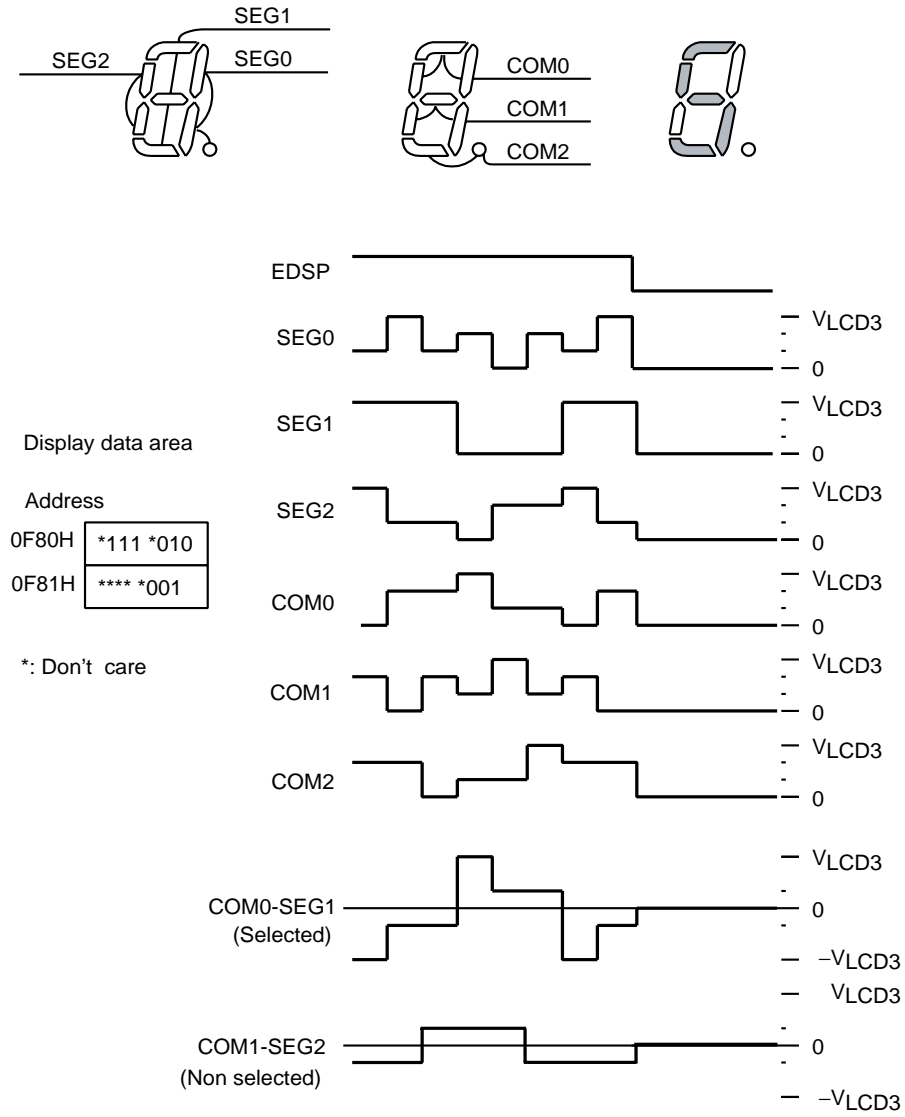 SEG1
SEG2
SEG0
COM0
COM1
COM2
EDSP
SEG0
VLCD3
0
SEG1
VLCD3
0
Display data area
Address
0F80H *111 *010
0F81H **** *001
*: Don't care
SEG2
VLCD3
0
COM0
VLCD3
0
COM1
VLCD3
0
COM2
VLCD3
0
COM0-SEG1
(Selected)
VLCD3
0
−VLCD3
COM1-SEG2
(Non selected)
VLCD3
0
−VLCD3